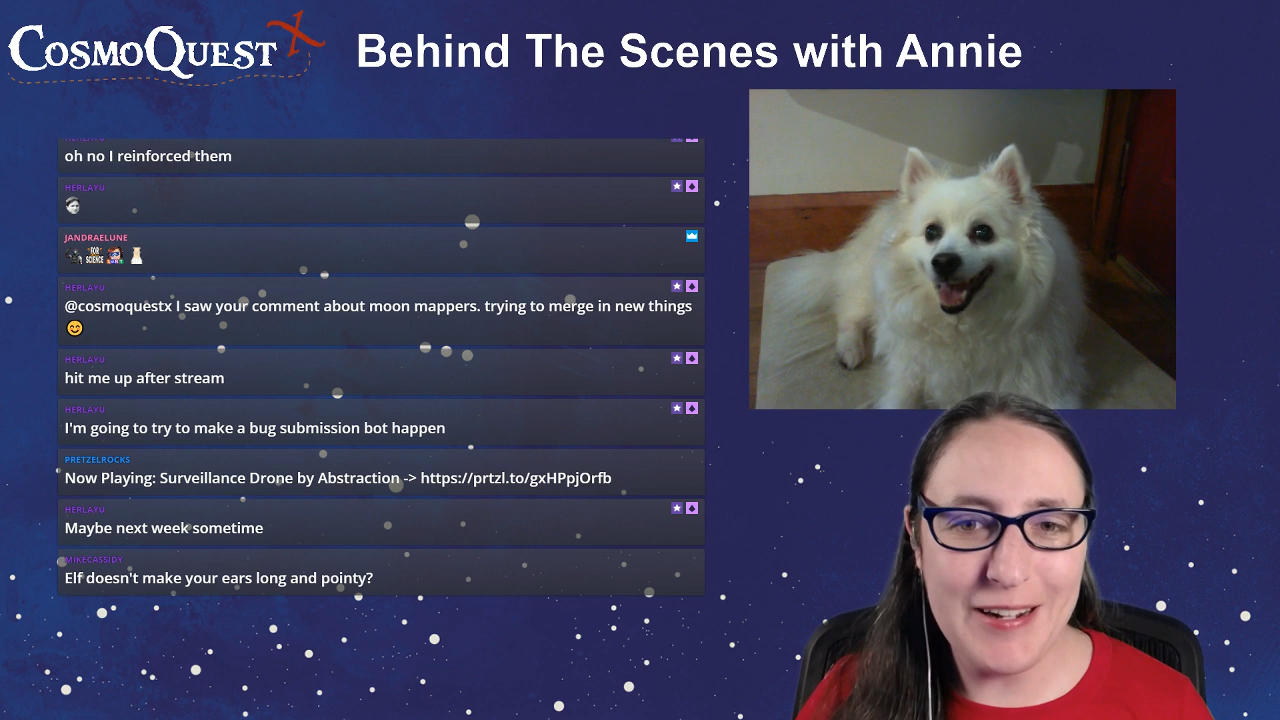 COSMOQUEST X
Behind The Scenes with Annie
HERLAYU
oh no I reinforced them
HERLAYU
JANDRAELUNE
FOR SCIENCE
HERLAYU
@cosmoquestx I saw your comment about moon mappers. trying to merge in new things
HERLAYU
hit me up after stream
HERLAYU
I'm going to try to make a bug submission bot happen
PRETZELROCKS
Now Playing: Surveillance Drone by Abstraction -> https://prtzl.to/gxHPpjOrfb
HERLAYU
Maybe next week sometime
MIKECASSIDY
Elf doesn't make your ears long and pointy?